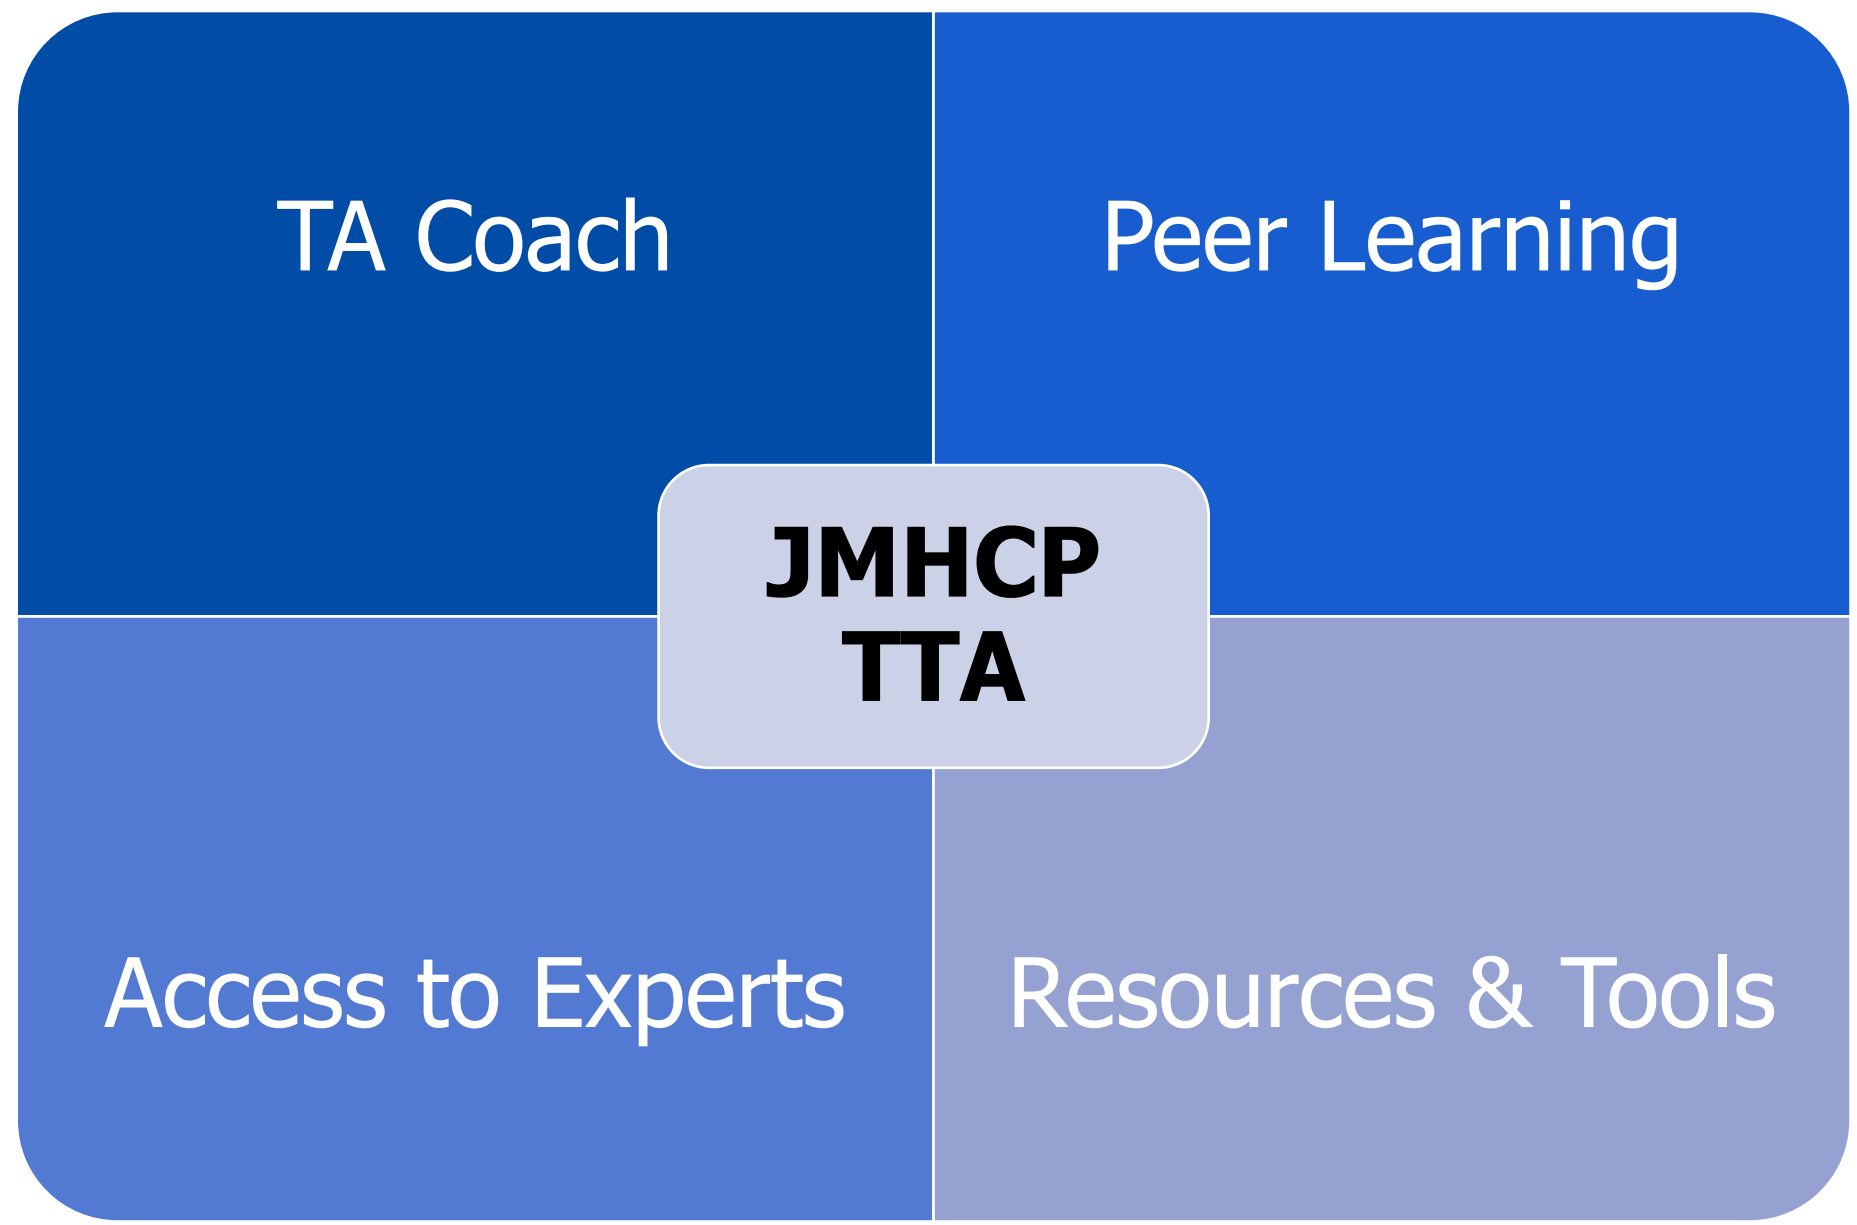 TA Coach
Peer Learning
JMHCP
TTA
Access to Experts
Resources & Tools